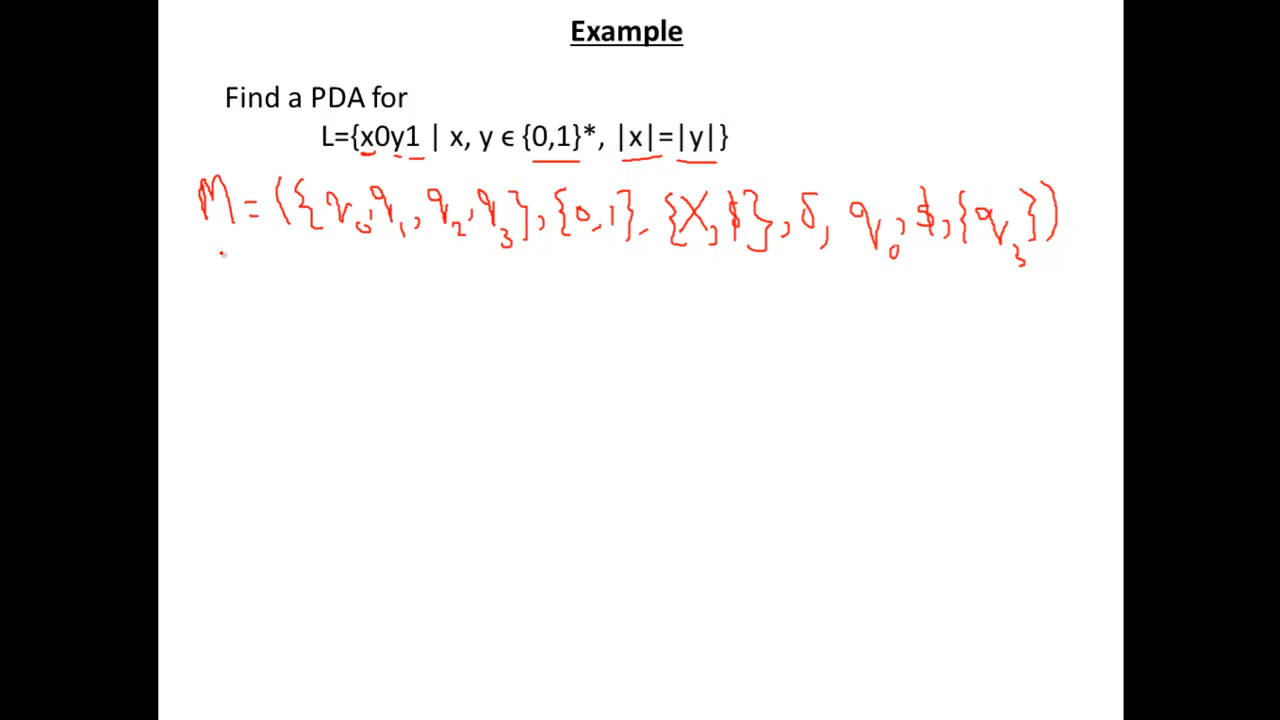 Example
Find a PDA for
L={x0y1 | x, y ϵ {0,1}*, |x|=|y|}
M = ({q₀,q₁,q₂,q₃},{0,1}.{X,$},δ,q₀,$,{q₃})